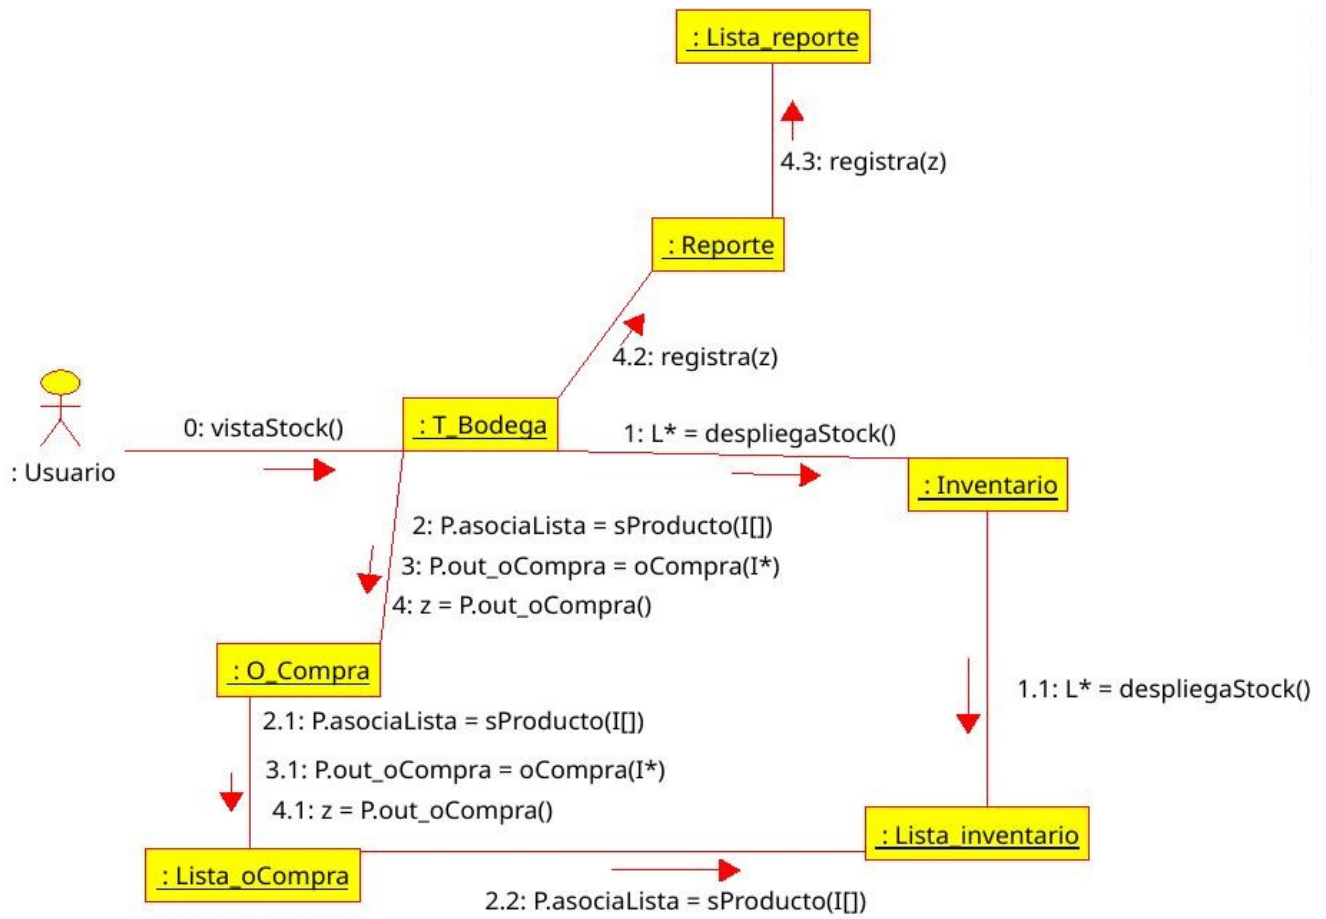 : Lista_reporte
4.3: registra(z)
: Reporte
4.2: registra(z)
0: vistaStock()
: T_Bodega
1: L* = despliegaStock()
: Usuario
: Inventario
2: P.asociaLista = sProducto(I[])
3: P.out_oCompra = oCompra(I*)
4: z = P.out_oCompra()
: O_Compra
1.1: L* = despliegaStock()
2.1: P.asociaLista = sProducto(I[])
3.1: P.out_oCompra = oCompra(I*)
4.1: z = P.out_oCompra()
: Lista_inventario
: Lista_oCompra
2.2: P.asociaLista = sProducto(I[])